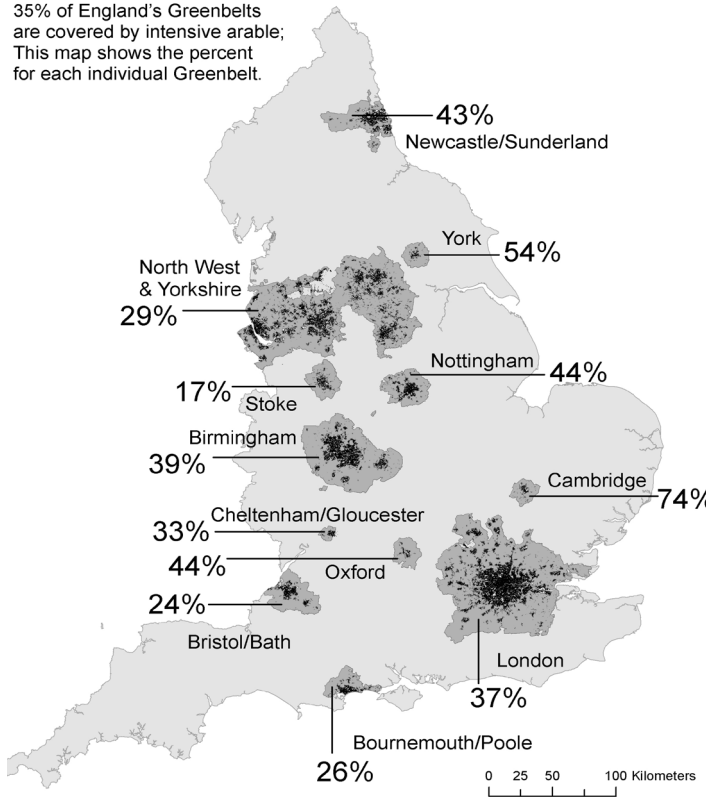 35% of England's Greenbelts
are covered by intensive arable;
This map shows the percent
for each individual Greenbelt.
43%
Newcastle/Sunderland
York
54%
North West
& Yorkshire
29%
Nottingham
44%
17%
Stoke
Birmingham
39%
Cambridge
74%
Cheltenham/Gloucester
33%
44%
Oxford
24%
Bristol/Bath
London
37%
Bournemouth/Poole
26%
0 25 50 100 Kilometers